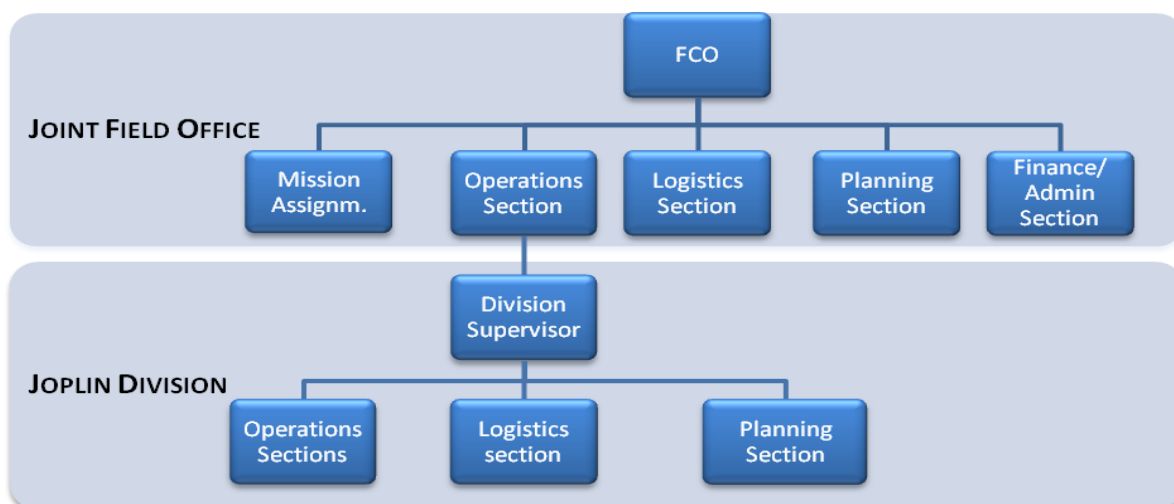 FCO
JOINT FIELD OFFICE
Mission
Assignm.
Operations
Section
Logistics
Section
Planning
Section
Finance/
Admin
Section
Division
Supervisor
JOPLIN DIVISION
Operations
Sections
Logistics
section
Planning
Section